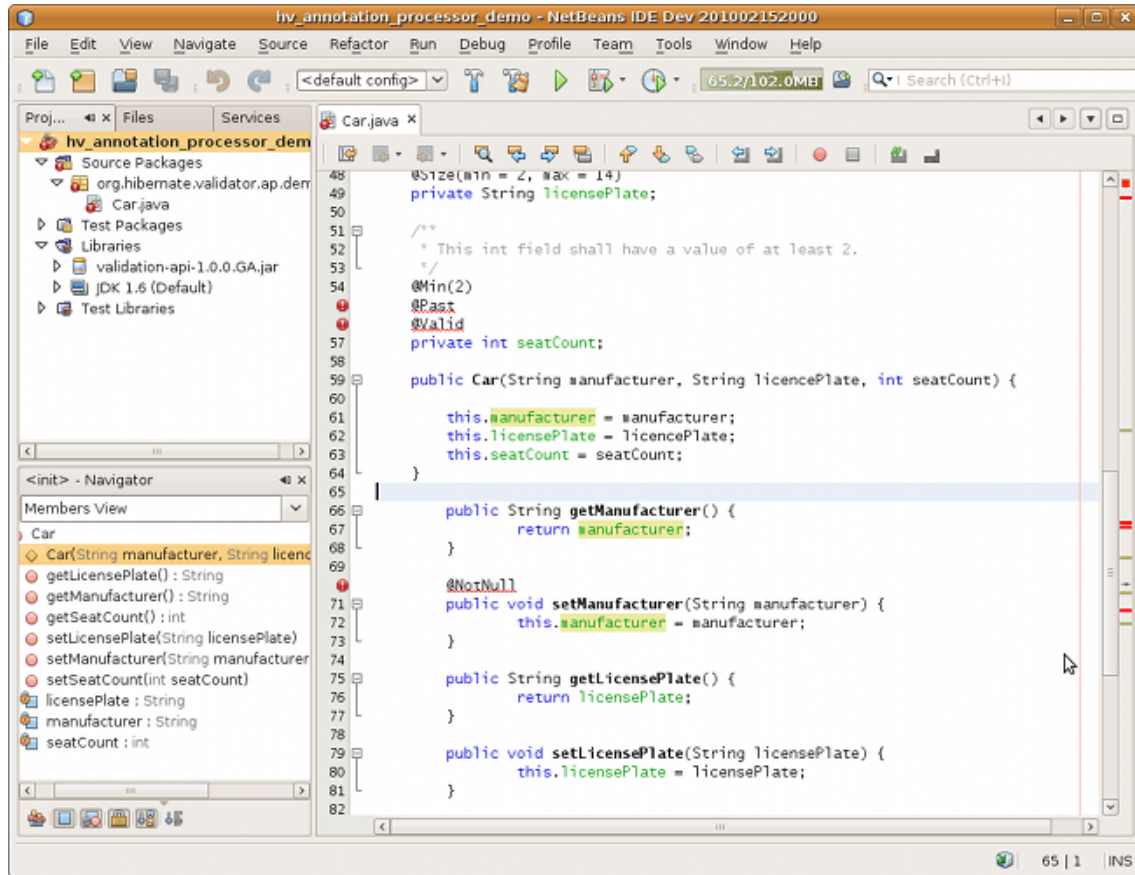 hv_annotation_processor_demo - NetBeans IDE Dev 201002152000
File Edit View Navigate Source Refactor Run Debug Profile Team Tools Window Help
<default config> 65.2/102.0MB Search (Ctrl+I)
Proj... Files Services
hv_annotation_processor_dem
Source Packages
org.hibernate.validator.ap.dem
Car.java
Test Packages
Libraries
validation-api-1.0.0.GA.jar
JDK 1.6 (Default)
Test Libraries
<init> - Navigator
Members View
Car
Car(String manufacturer, String licenc
getLicensePlate() : String
getManufacturer() : String
getSeatCount() : int
setLicensePlate(String licensePlate)
setManufacturer(String manufacturer
setSeatCount(int seatCount)
licensePlate : String
manufacturer : String
seatCount : int
Car.java
48 @Size(min = 2, max = 14)
49 private String licensePlate;
50
51 /**
52 * This int field shall have a value of at least 2.
53 */
54 @Min(2)
@Past
@Valid
57 private int seatCount;
58
59 public Car(String manufacturer, String licencePlate, int seatCount) {
60
61 this.manufacturer = manufacturer;
62 this.licensePlate = licencePlate;
63 this.seatCount = seatCount;
64 }
65
66 public String getManufacturer() {
67 return manufacturer;
68 }
69
@NotNull
71 public void setManufacturer(String manufacturer) {
72 this.manufacturer = manufacturer;
73 }
74
75 public String getLicensePlate() {
76 return licensePlate;
77 }
78
79 public void setLicensePlate(String licensePlate) {
80 this.licensePlate = licensePlate;
81 }
82
65 | 1 INS